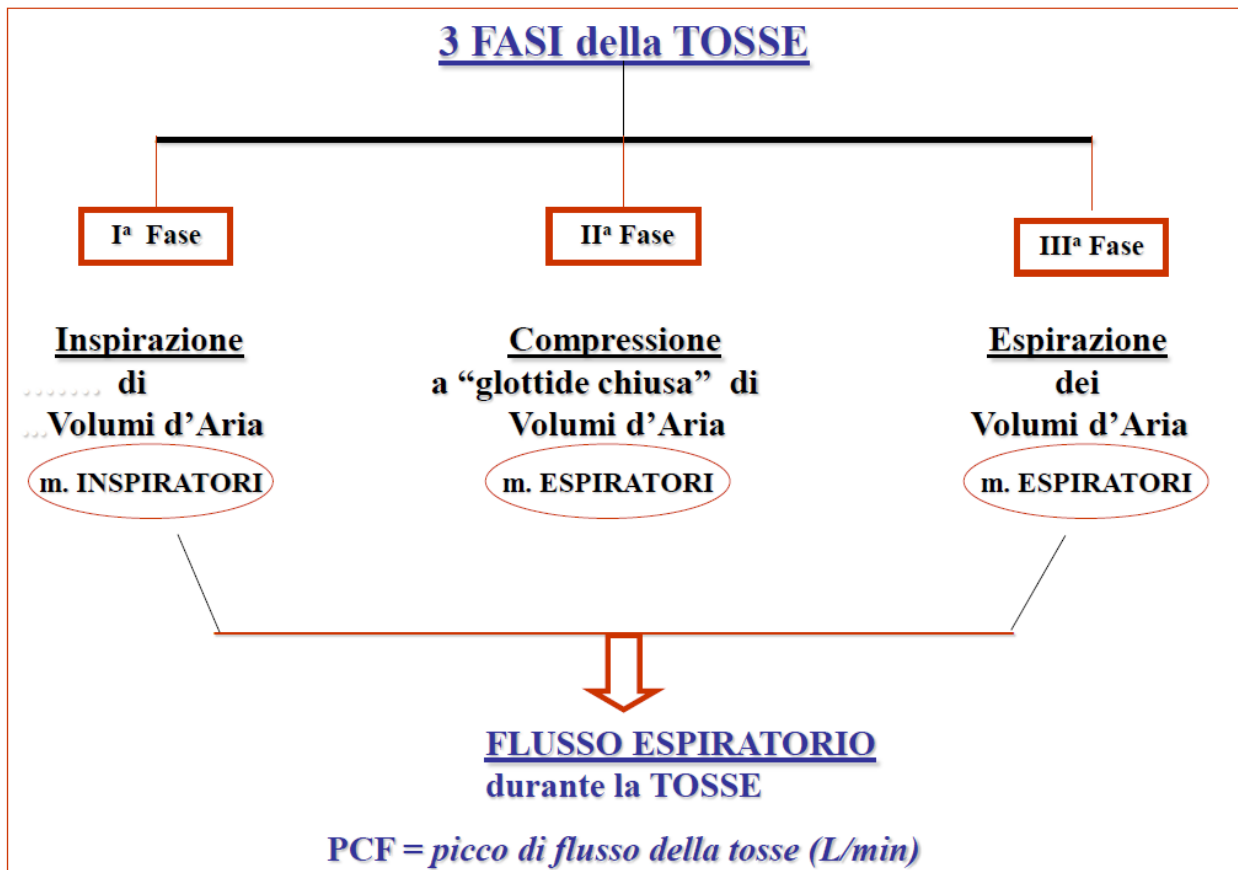 3 FASI della TOSSE
Iª Fase
IIª Fase
IIIª Fase
Inspirazione
........ di
...Volumi d’Aria
m. INSPIRATORI
Compressione
a “glottide chiusa” di
Volumi d’Aria
m. ESPIRATORI
Espirazione
dei
Volumi d’Aria
m. ESPIRATORI
FLUSSO ESPIRATORIO
durante la TOSSE
PCF = picco di flusso della tosse (L/min)